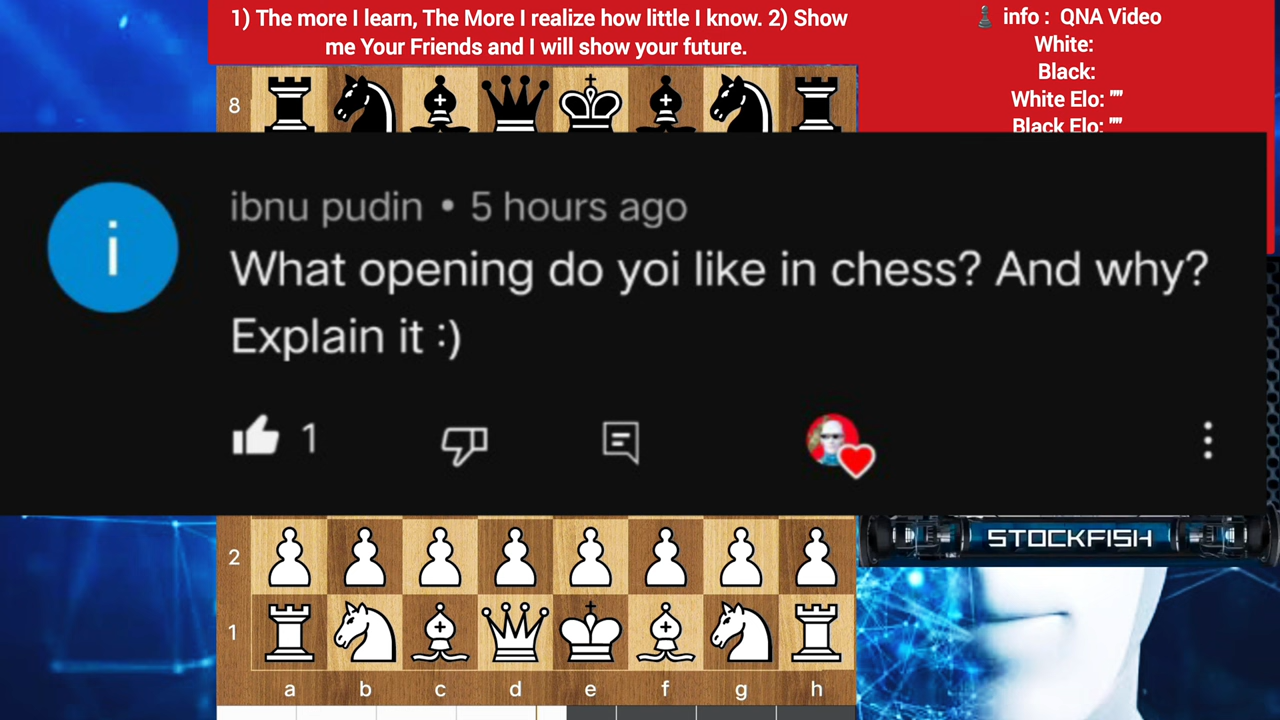 1) The more I learn, The More I realize how little I know. 2) Show
me Your Friends and I will show your future.
♟ info : QNA Video
White:
Black:
White Elo: ""
Black Elo: ""
8
ibnu pudin • 5 hours ago
i
What opening do yoi like in chess? And why?
Explain it :)
1
STOCKFISH
2
1
a b c d e f g h